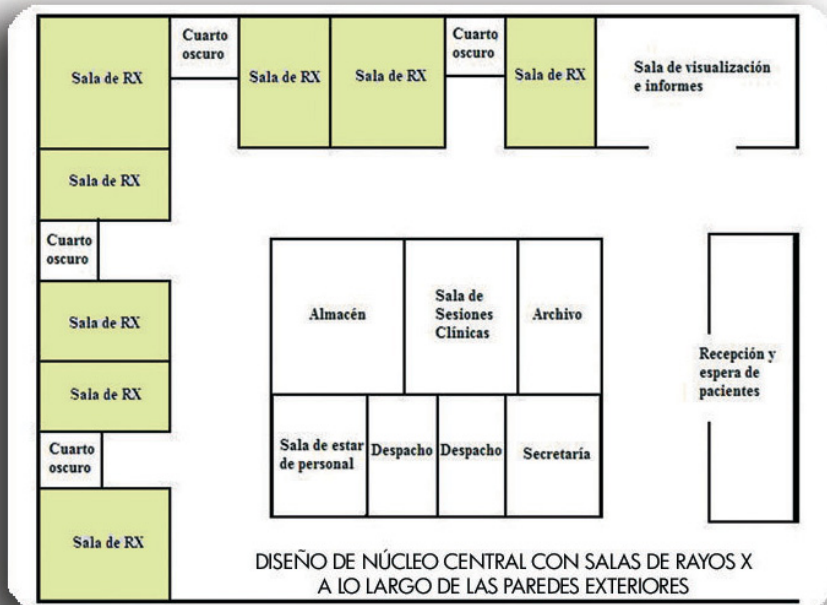 Sala de RX
Cuarto
oscuro
Sala de RX
Sala de RX
Cuarto
oscuro
Sala de RX
Sala de visualización
e informes
Sala de RX
Cuarto
oscuro
Sala de RX
Sala de RX
Cuarto
oscuro
Sala de RX
Almacén
Sala de
Sesiones
Clínicas
Archivo
Sala de estar
de personal
Despacho
Despacho
Secretaría
Recepción y
espera de
pacientes
DISEÑO DE NÚCLEO CENTRAL CON SALAS DE RAYOS X
A LO LARGO DE LAS PAREDES EXTERIORES